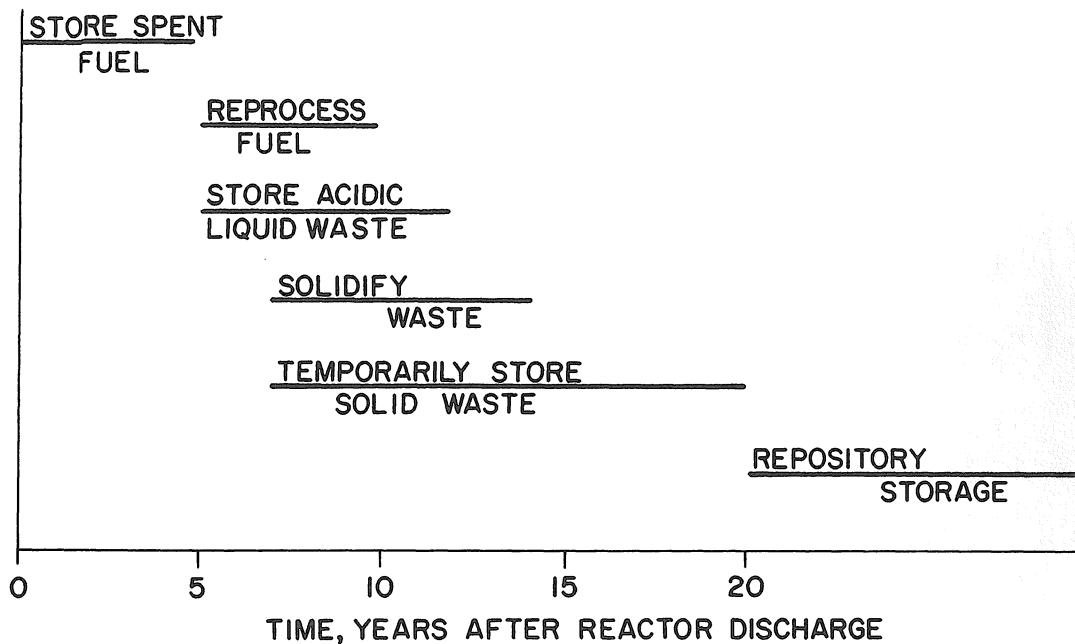 STORE SPENT
FUEL
REPROCESS
FUEL
STORE ACIDIC
LIQUID WASTE
SOLIDIFY
WASTE
TEMPORARILY STORE
SOLID WASTE
REPOSITORY
STORAGE
0 5 10 15 20
TIME, YEARS AFTER REACTOR DISCHARGE